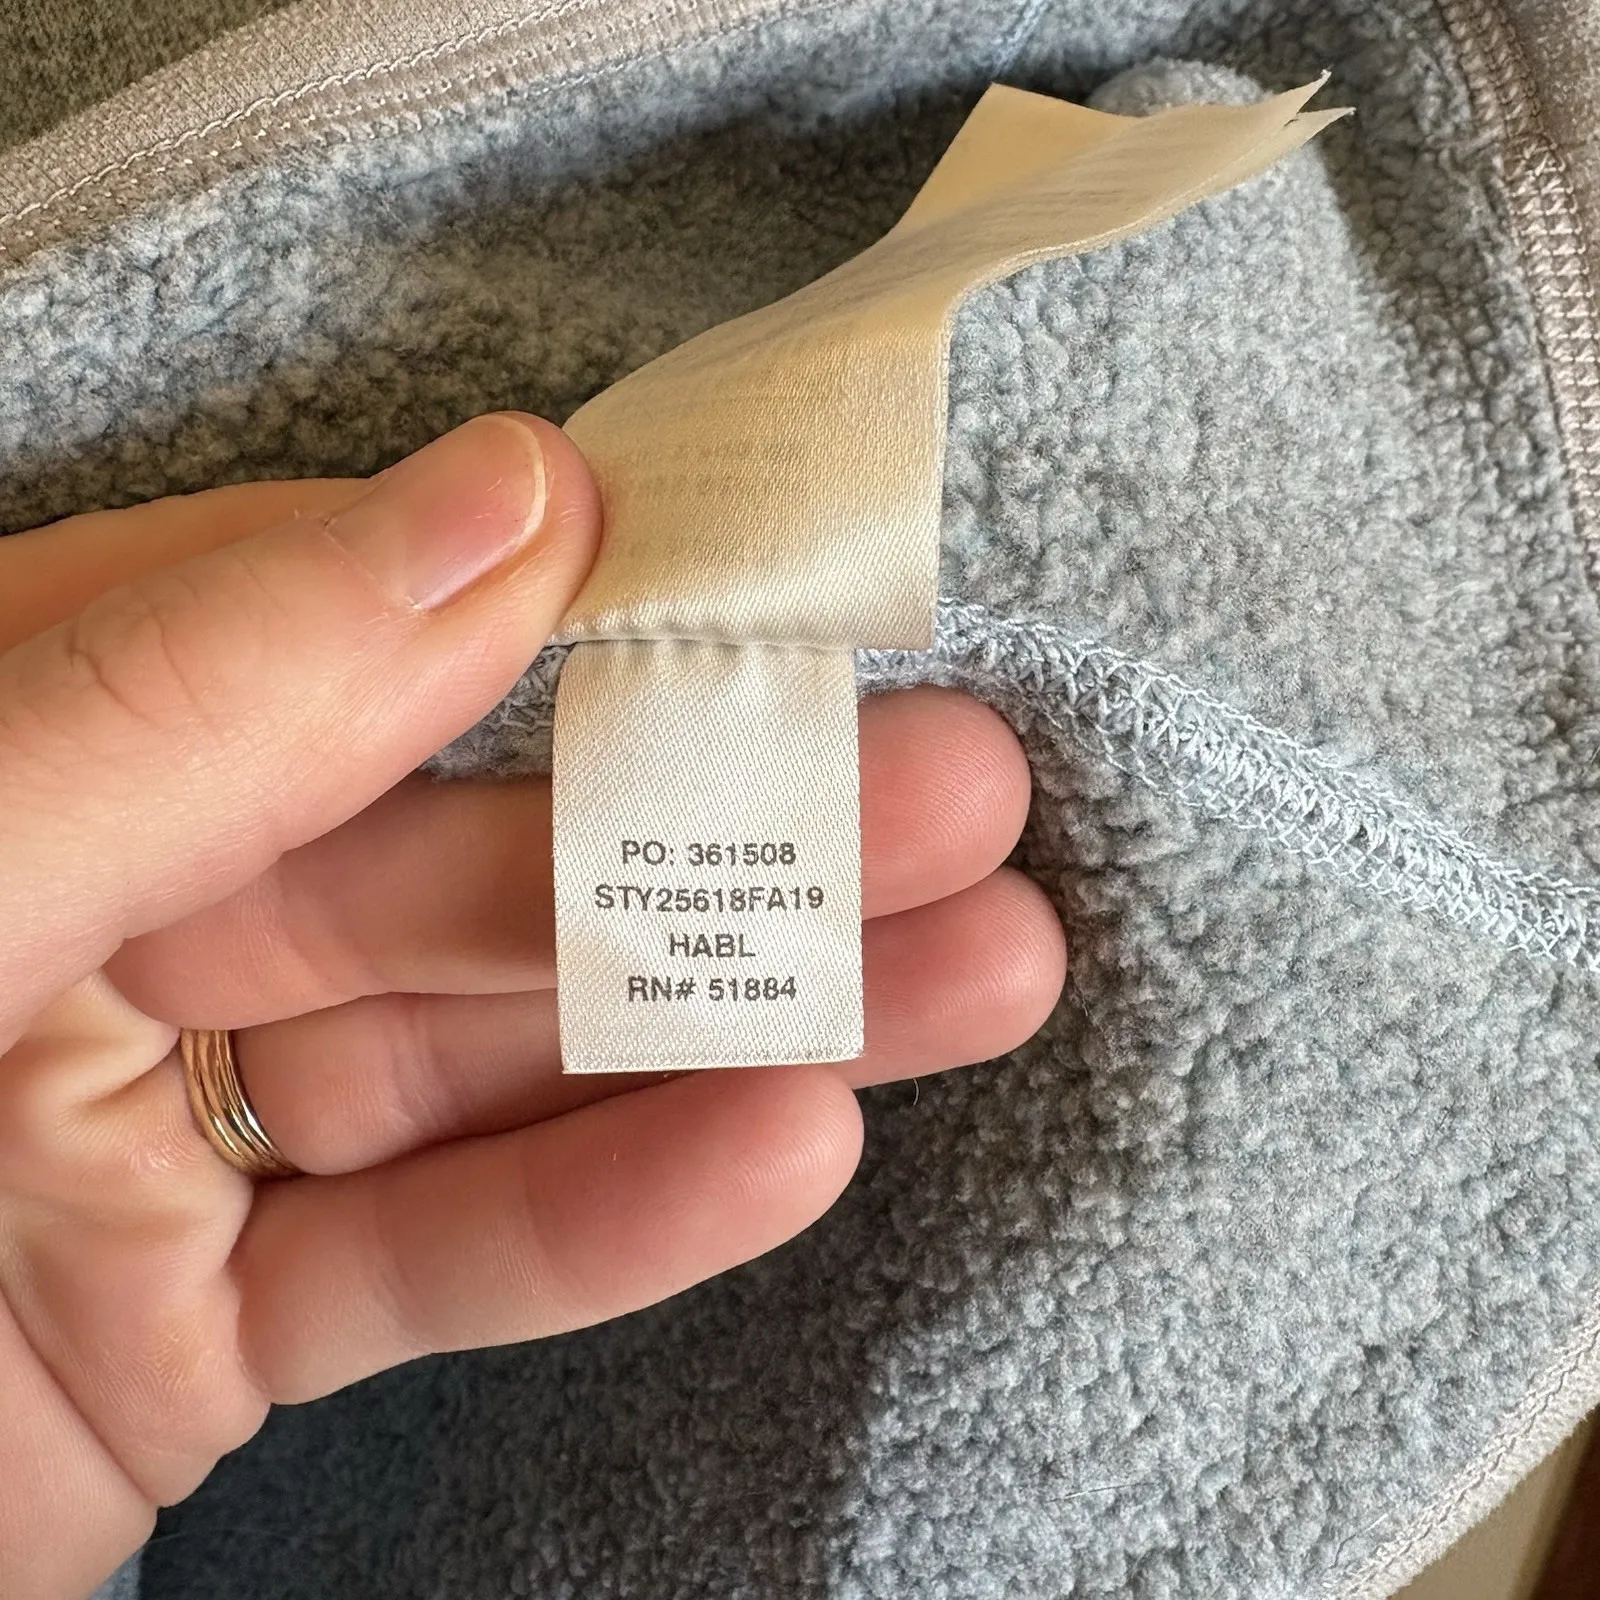 PO: 361508
STY25618FA19
HABL
RN# 51884